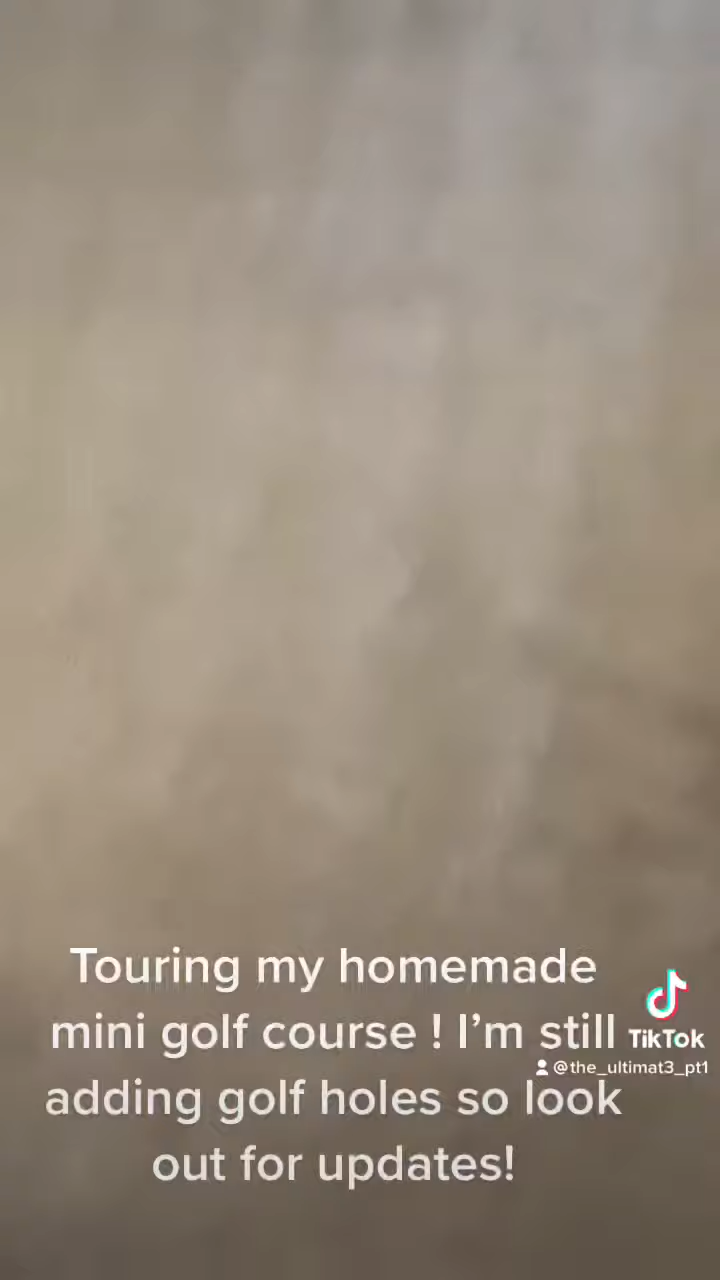 Touring my homemade
mini golf course ! I’m still
adding golf holes so look
out for updates!
TikTok
@the_ultimat3_pt1